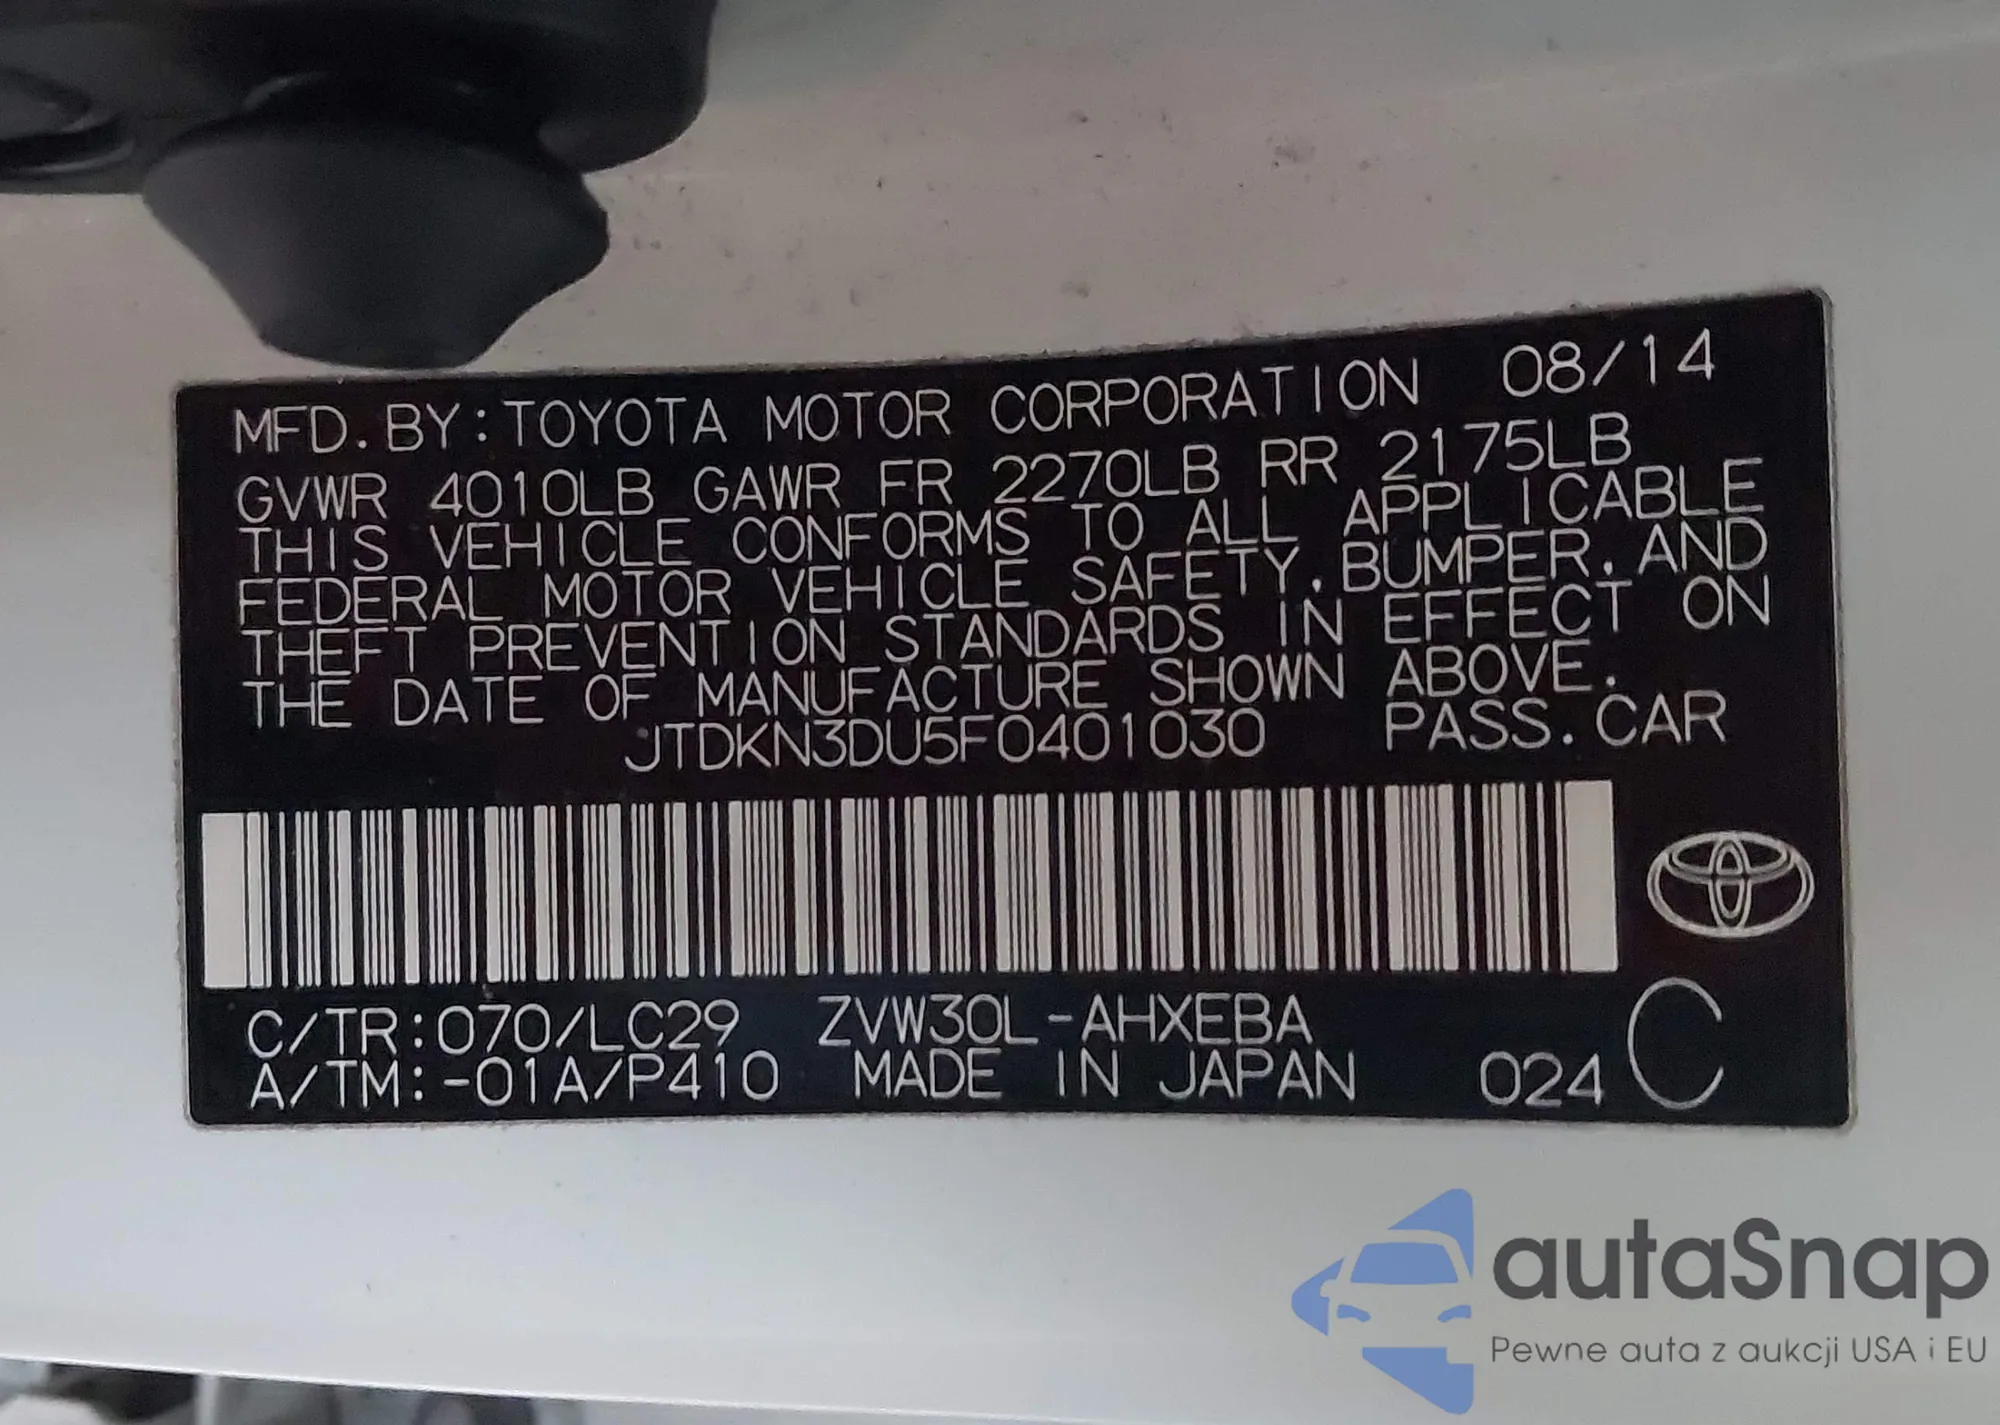 MFD. BY: TOYOTA MOTOR CORPORATION 08/14
GVWR 4010LB GAWR FR 2270LB RR 2175LB
THIS VEHICLE CONFORMS TO ALL APPLICABLE
FEDERAL MOTOR VEHICLE SAFETY, BUMPER, AND
THEFT PREVENTION STANDARDS IN EFFECT ON
THE DATE OF MANUFACTURE SHOWN ABOVE.
JTDKN3DU5F0401030 PASS. CAR
C/TR:070/LC29 ZVW30L-AHXEBA
A/TM:-01A/P410 MADE IN JAPAN 024 C
autaSnap
Pewne auta z aukcji USA i EU